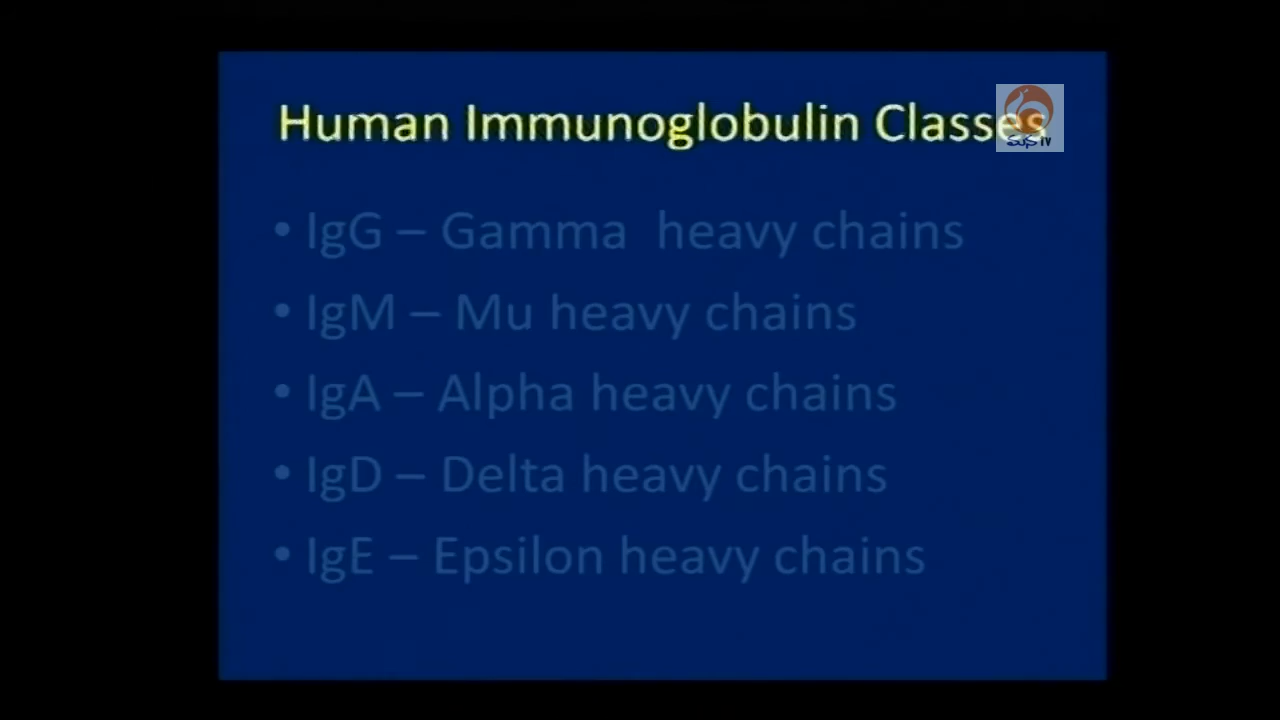 Human Immunoglobulin Classes
• IgG – Gamma heavy chains
• IgM – Mu heavy chains
• IgA – Alpha heavy chains
• IgD – Delta heavy chains
• IgE – Epsilon heavy chains